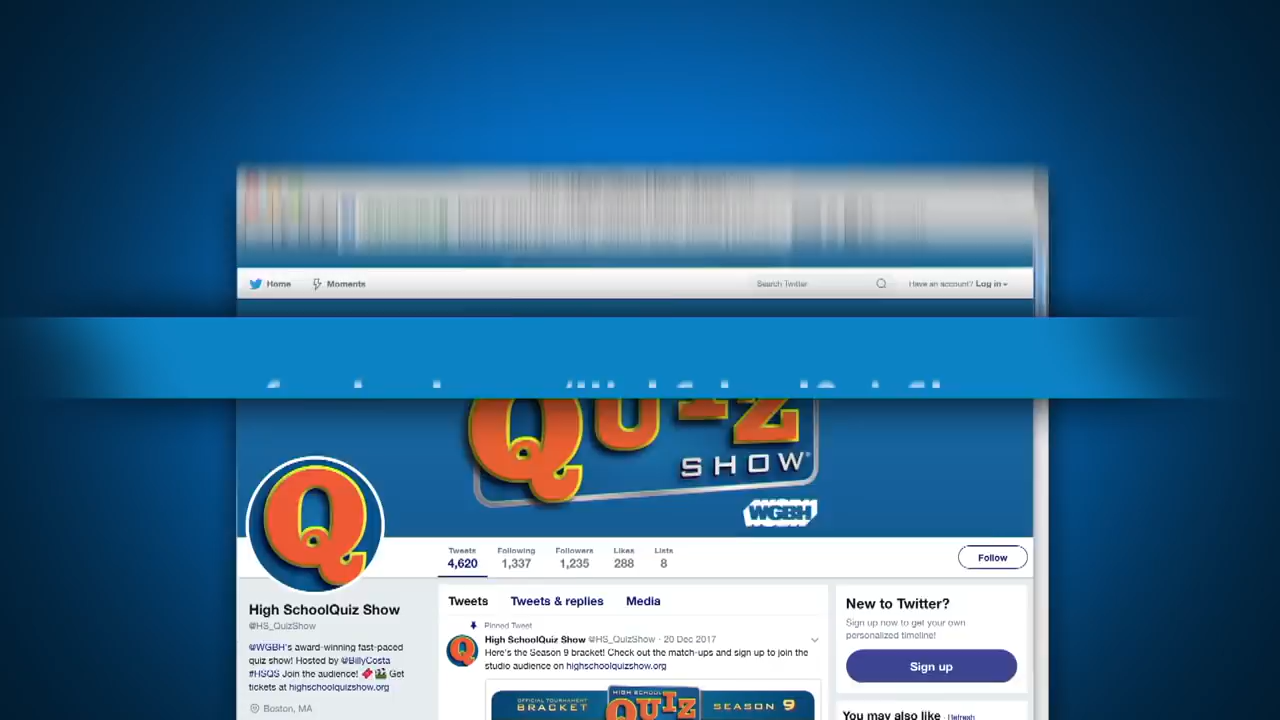 Home Moments Search Twitter Have an account? Log in
QUIZ
SHOW
WGBH
Q
Tweets Following Followers Likes Lists
4,620 1,337 1,235 288 8
Follow
High SchoolQuiz Show
@HS_QuizShow
@WGBH's award-winning fast-paced
quiz show! Hosted by @BillyCosta
#HSQS Join the audience! Get
tickets at highschoolquizshow.org
Boston, MA
Tweets Tweets & replies Media
Pinned Tweet
High SchoolQuiz Show @HS_QuizShow · 20 Dec 2017
Here's the Season 9 bracket! Check out the match-ups and sign up to join the
studio audience on highschoolquizshow.org
OFFICIAL TOURNAMENT
BRACKET
HIGH SCHOOL
QUIZ
SEASON 9
New to Twitter?
Sign up now to get your own
personalized timeline!
Sign up
You may also like · Refresh